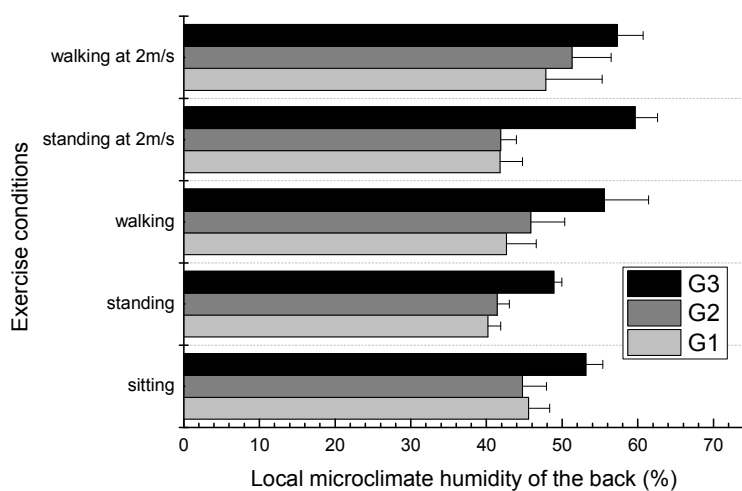 walking at 2m/s
standing at 2m/s
walking
standing
sitting
Exercise conditions
G3
G2
G1
0 10 20 30 40 50 60 70
Local microclimate humidity of the back (%)